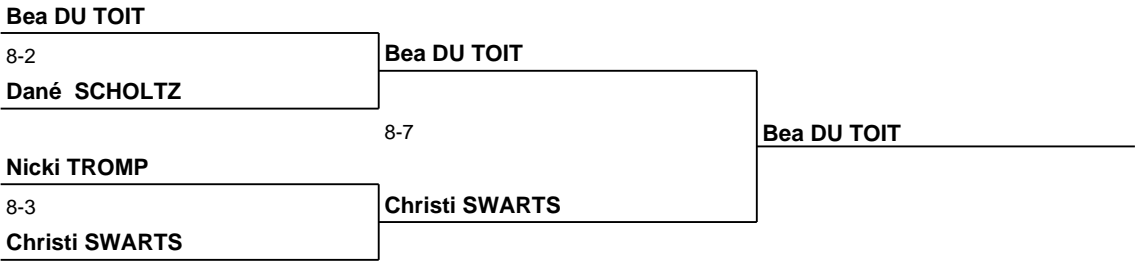 Bea DU TOIT
8-2
Bea DU TOIT
Dané SCHOLTZ
8-7
Bea DU TOIT
Nicki TROMP
8-3
Christi SWARTS
Christi SWARTS